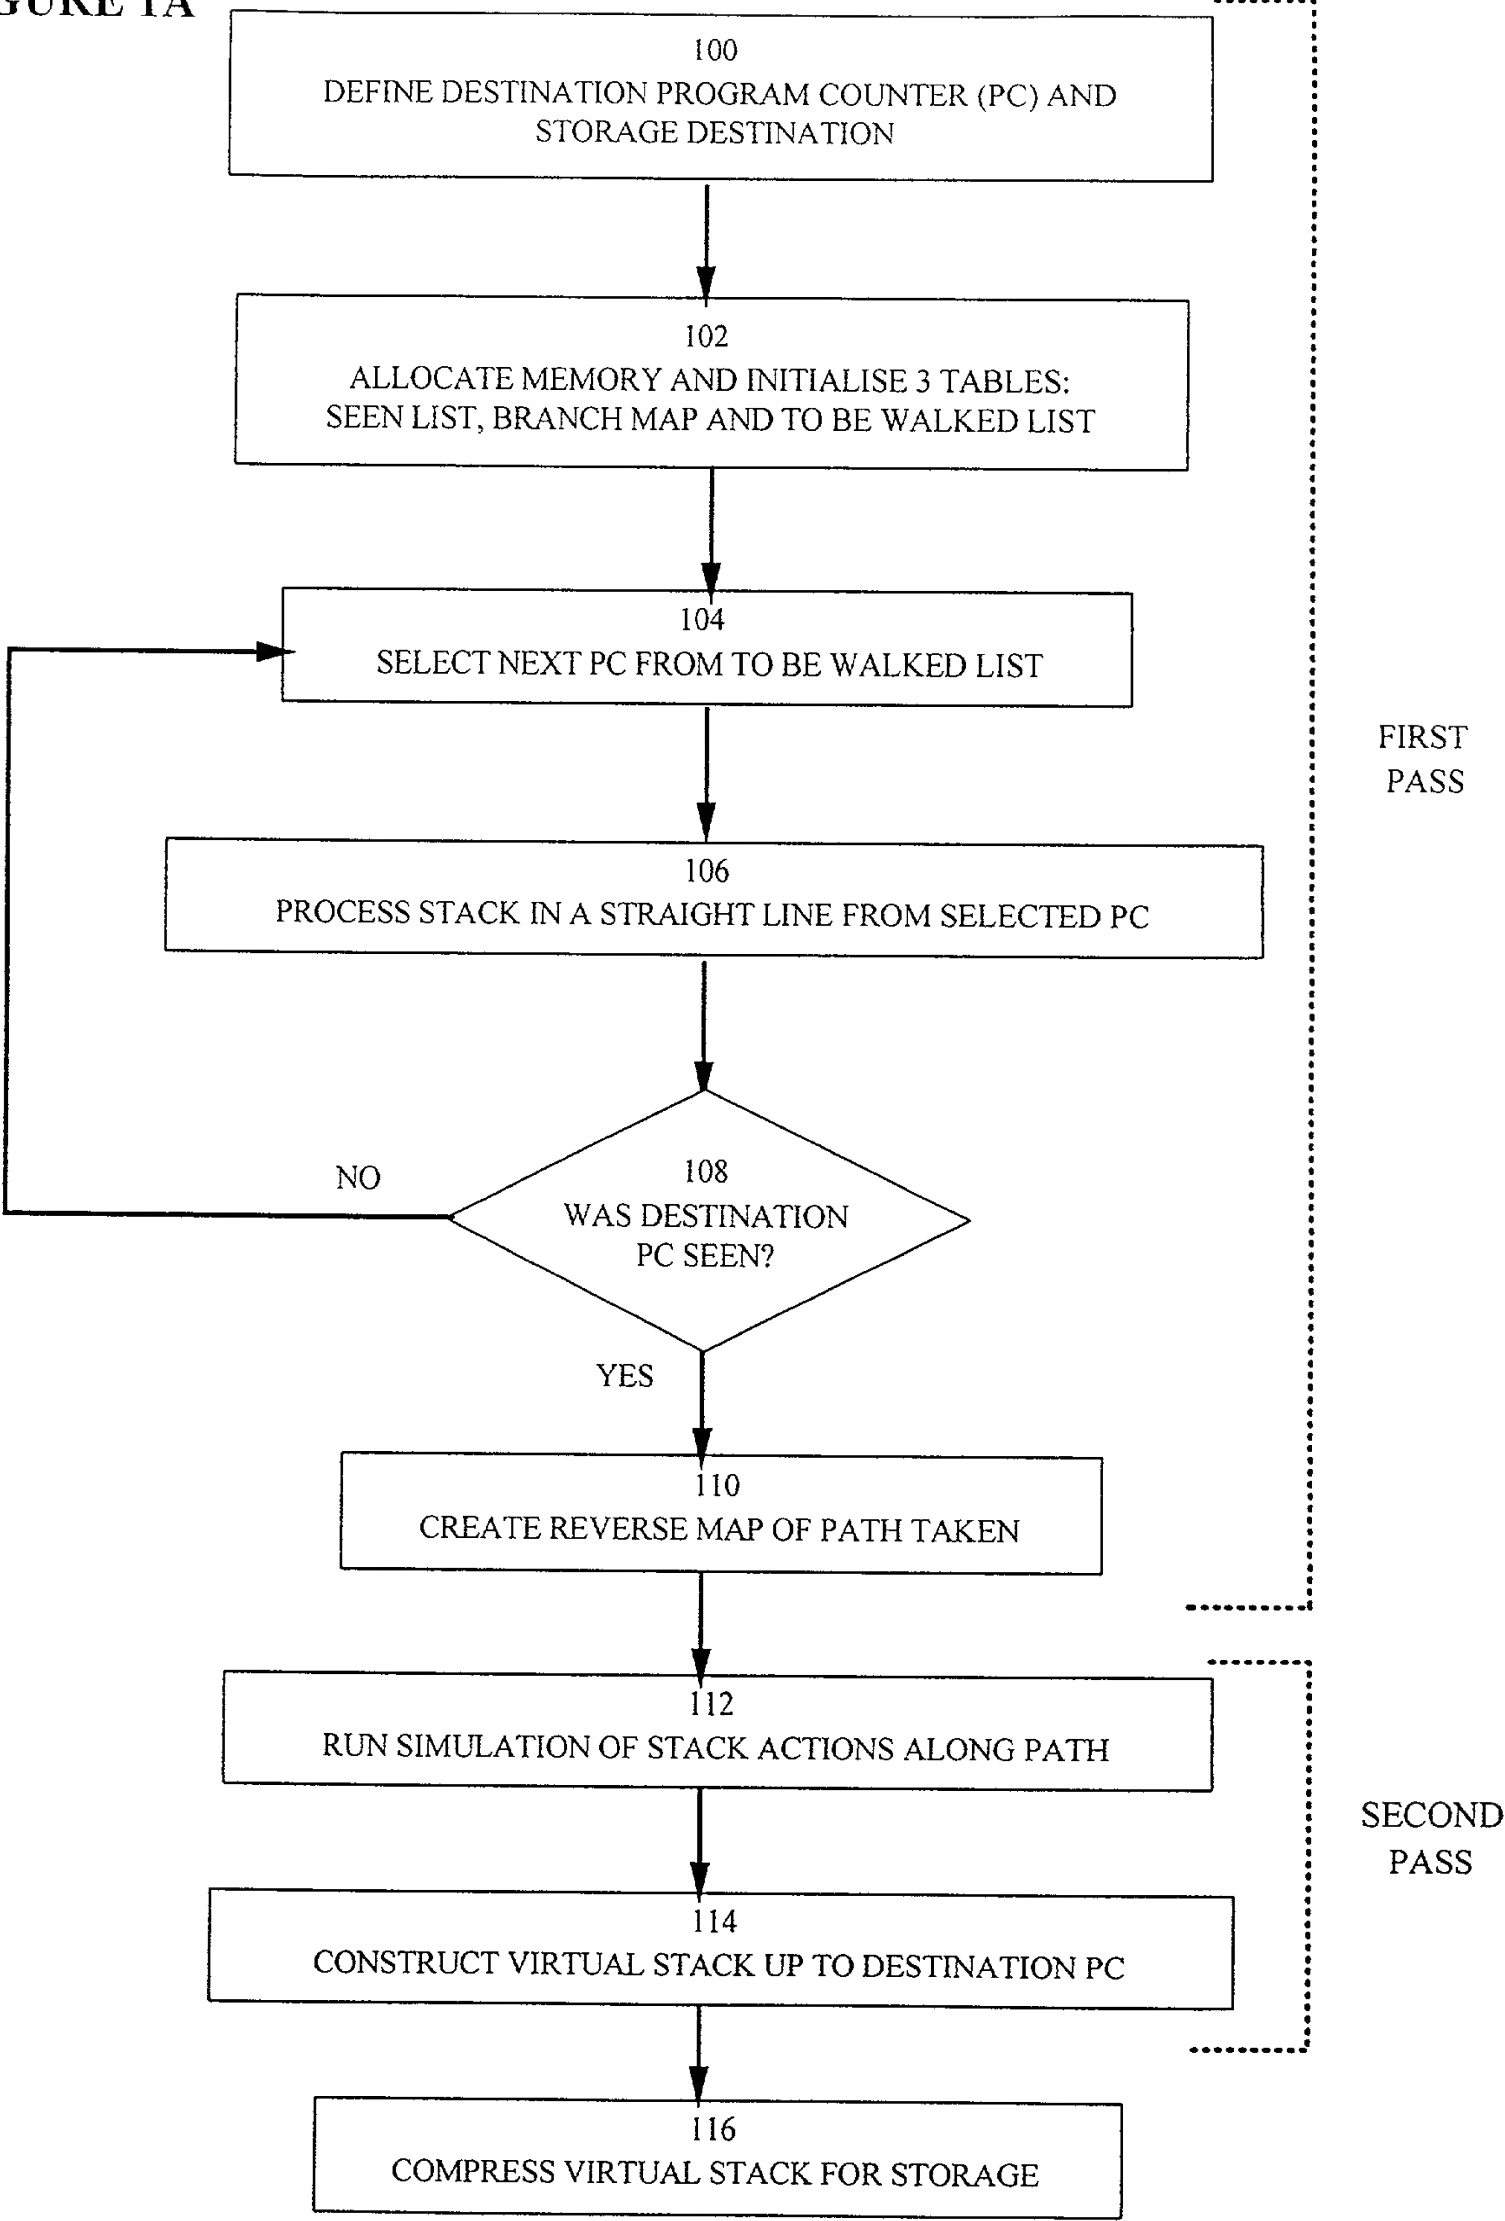 1A
100
DEFINE DESTINATION PROGRAM COUNTER (PC) AND
STORAGE DESTINATION
102
ALLOCATE MEMORY AND INITIALISE 3 TABLES:
SEEN LIST, BRANCH MAP AND TO BE WALKED LIST
104
SELECT NEXT PC FROM TO BE WALKED LIST
FIRST
PASS
106
PROCESS STACK IN A STRAIGHT LINE FROM SELECTED PC
108
NO
WAS DESTINATION
PC SEEN?
YES
110
CREATE REVERSE MAP OF PATH TAKEN
112
RUN SIMULATION OF STACK ACTIONS ALONG PATH
SECOND
PASS
114
CONSTRUCT VIRTUAL STACK UP TO DESTINATION PC
116
COMPRESS VIRTUAL STACK FOR STORAGE